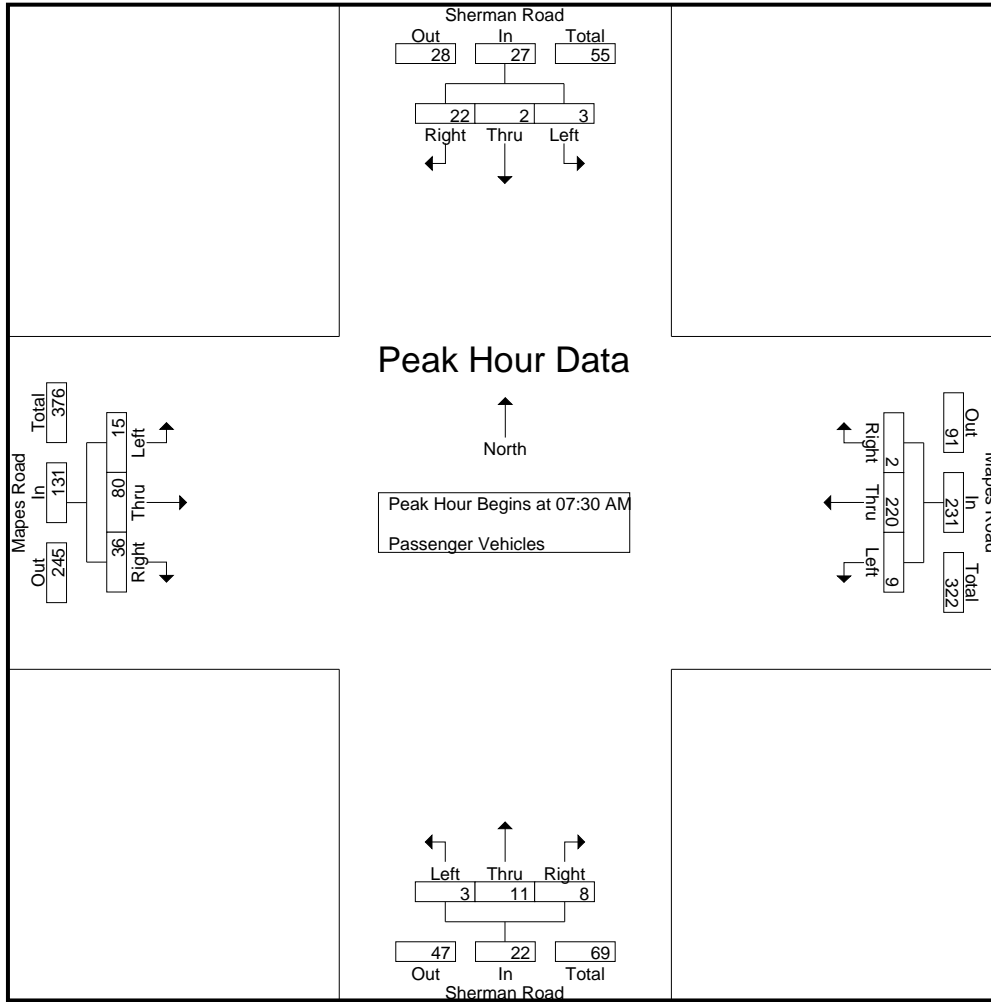 Sherman Road
Out In Total
28 27 55
22 2 3
Right Thru Left
Peak Hour Data
North
Peak Hour Begins at 07:30 AM
Passenger Vehicles
Mapes Road
Total In Out
376 131 245
15 80 36
Left Thru Right
Right Thru Left
2 220 9
Out In Total
91 231 322
Mapes Road
Left Thru Right
3 11 8
47 22 69
Out In Total
Sherman Road